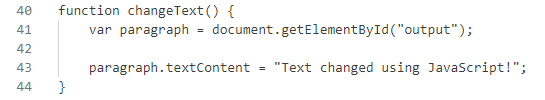 40 function changeText() {
41     var paragraph = document.getElementById("output");
42
43     paragraph.textContent = "Text changed using JavaScript!";
44 }